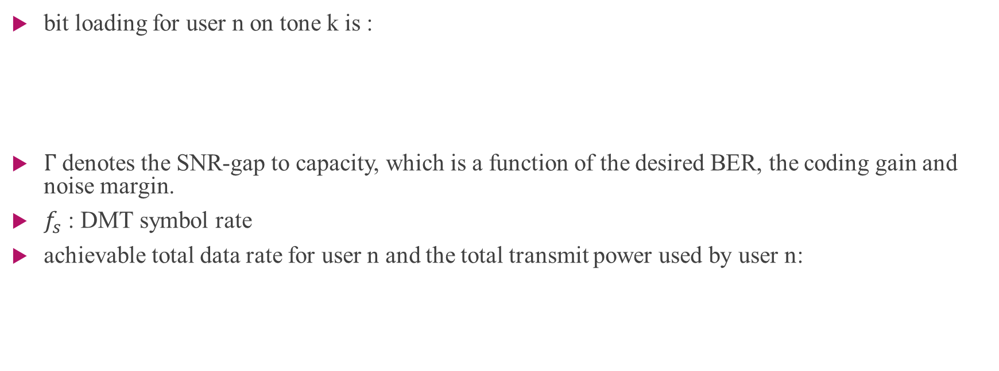 ▶ bit loading for user n on tone k is :
▶ Γ denotes the SNR-gap to capacity, which is a function of the desired BER, the coding gain and
noise margin.
▶ 𝑓ₛ : DMT symbol rate
▶ achievable total data rate for user n and the total transmit power used by user n: